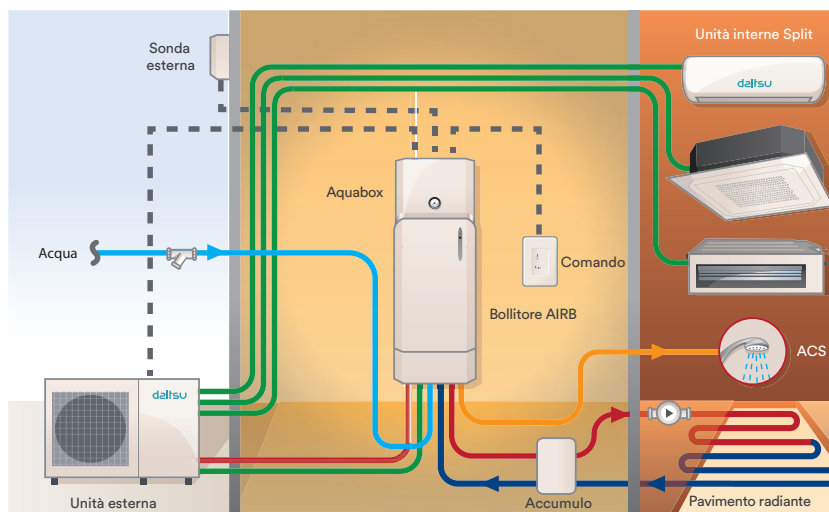 Sonda
esterna
Unità interne Split
daitsu
Aquabox
Acqua
Comando
Bollitore AIRB
ACS
daitsu
Unità esterna
Accumulo
Pavimento radiante